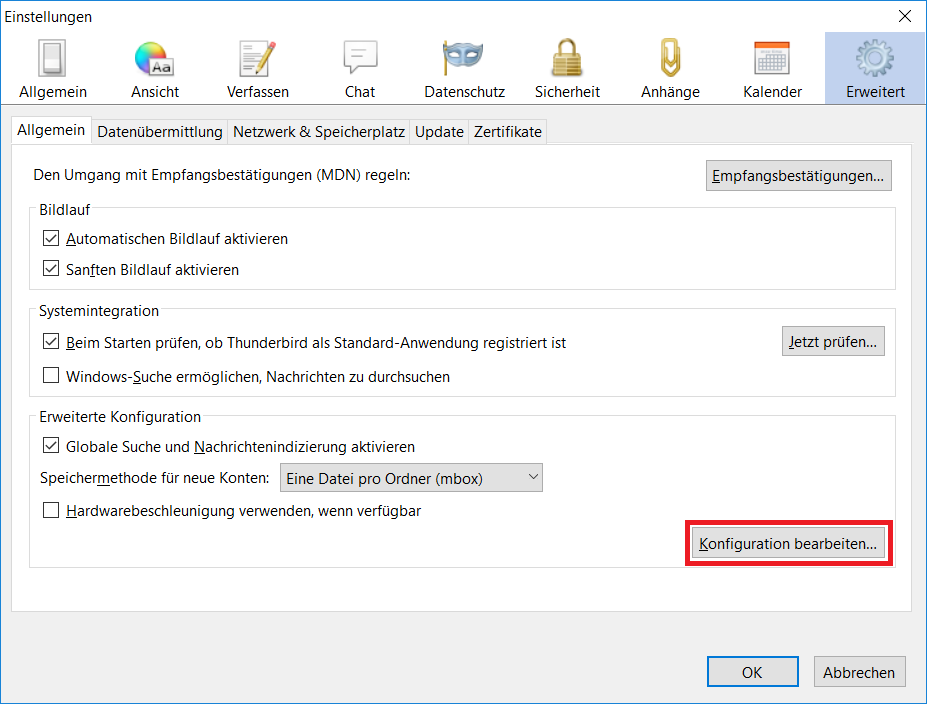 Einstellungen
Allgemein Ansicht Verfassen Chat Datenschutz Sicherheit Anhänge Kalender Erweitert
Allgemein Datenübermittlung Netzwerk & Speicherplatz Update Zertifikate
Den Umgang mit Empfangsbestätigungen (MDN) regeln: Empfangsbestätigungen...
Bildlauf
Automatischen Bildlauf aktivieren
Sanften Bildlauf aktivieren
Systemintegration
Beim Starten prüfen, ob Thunderbird als Standard-Anwendung registriert ist Jetzt prüfen...
Windows-Suche ermöglichen, Nachrichten zu durchsuchen
Erweiterte Konfiguration
Globale Suche und Nachrichtenindizierung aktivieren
Speichermethode für neue Konten: Eine Datei pro Ordner (mbox)
Hardwarebeschleunigung verwenden, wenn verfügbar
Konfiguration bearbeiten...
OK Abbrechen
Aa